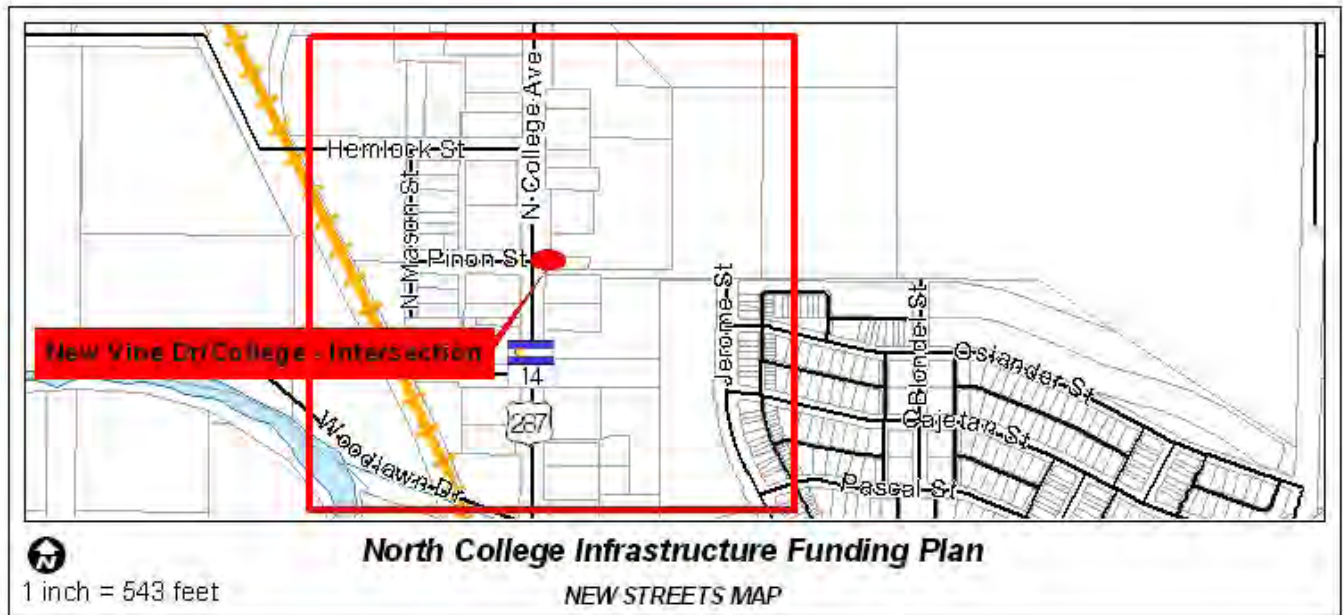 N College Ave
Hemlock St
N Mason St
Pinon St
Jerome St
Blondel St
New Vine Dr/College - Intersection
14
Osiander St
287
Cajetan St
Woodlawn Dr
Pascal St
N
North College Infrastructure Funding Plan
1 inch = 543 feet
NEW STREETS MAP